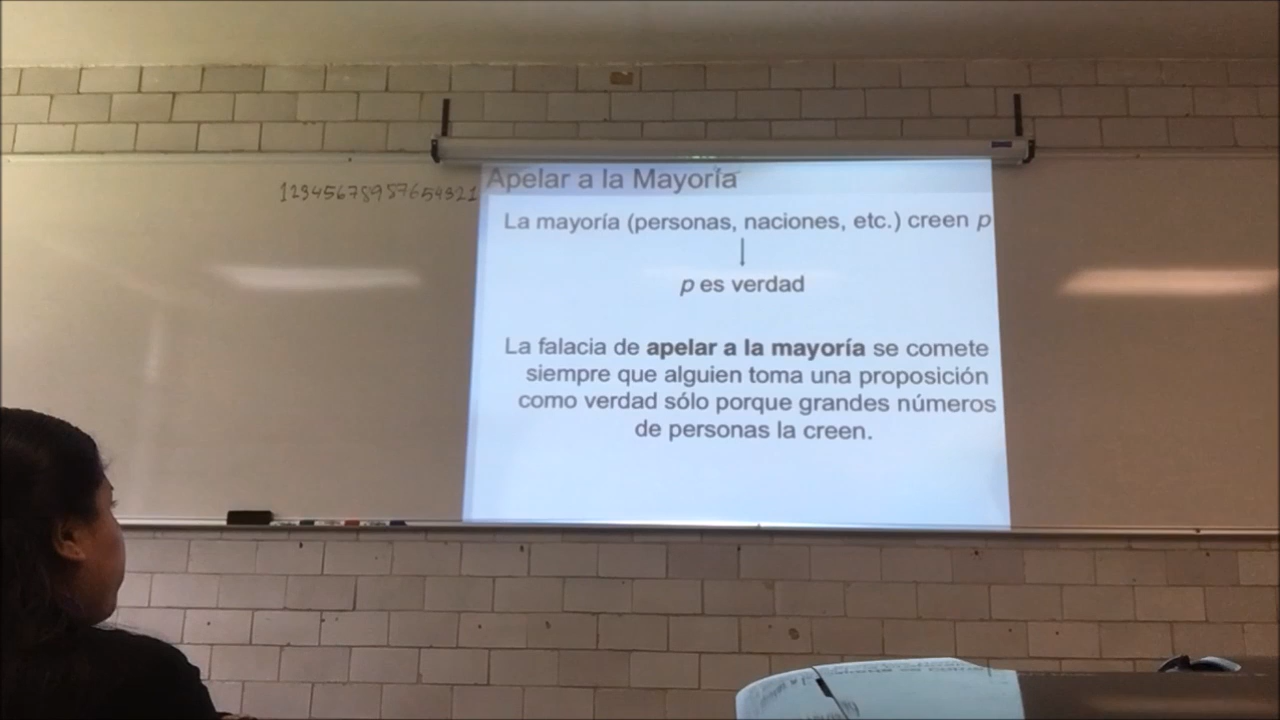 12345678987654321
Apelar a la Mayoría
La mayoría (personas, naciones, etc.) creen p
p es verdad
La falacia de apelar a la mayoría se comete
siempre que alguien toma una proposición
como verdad sólo porque grandes números
de personas la creen.